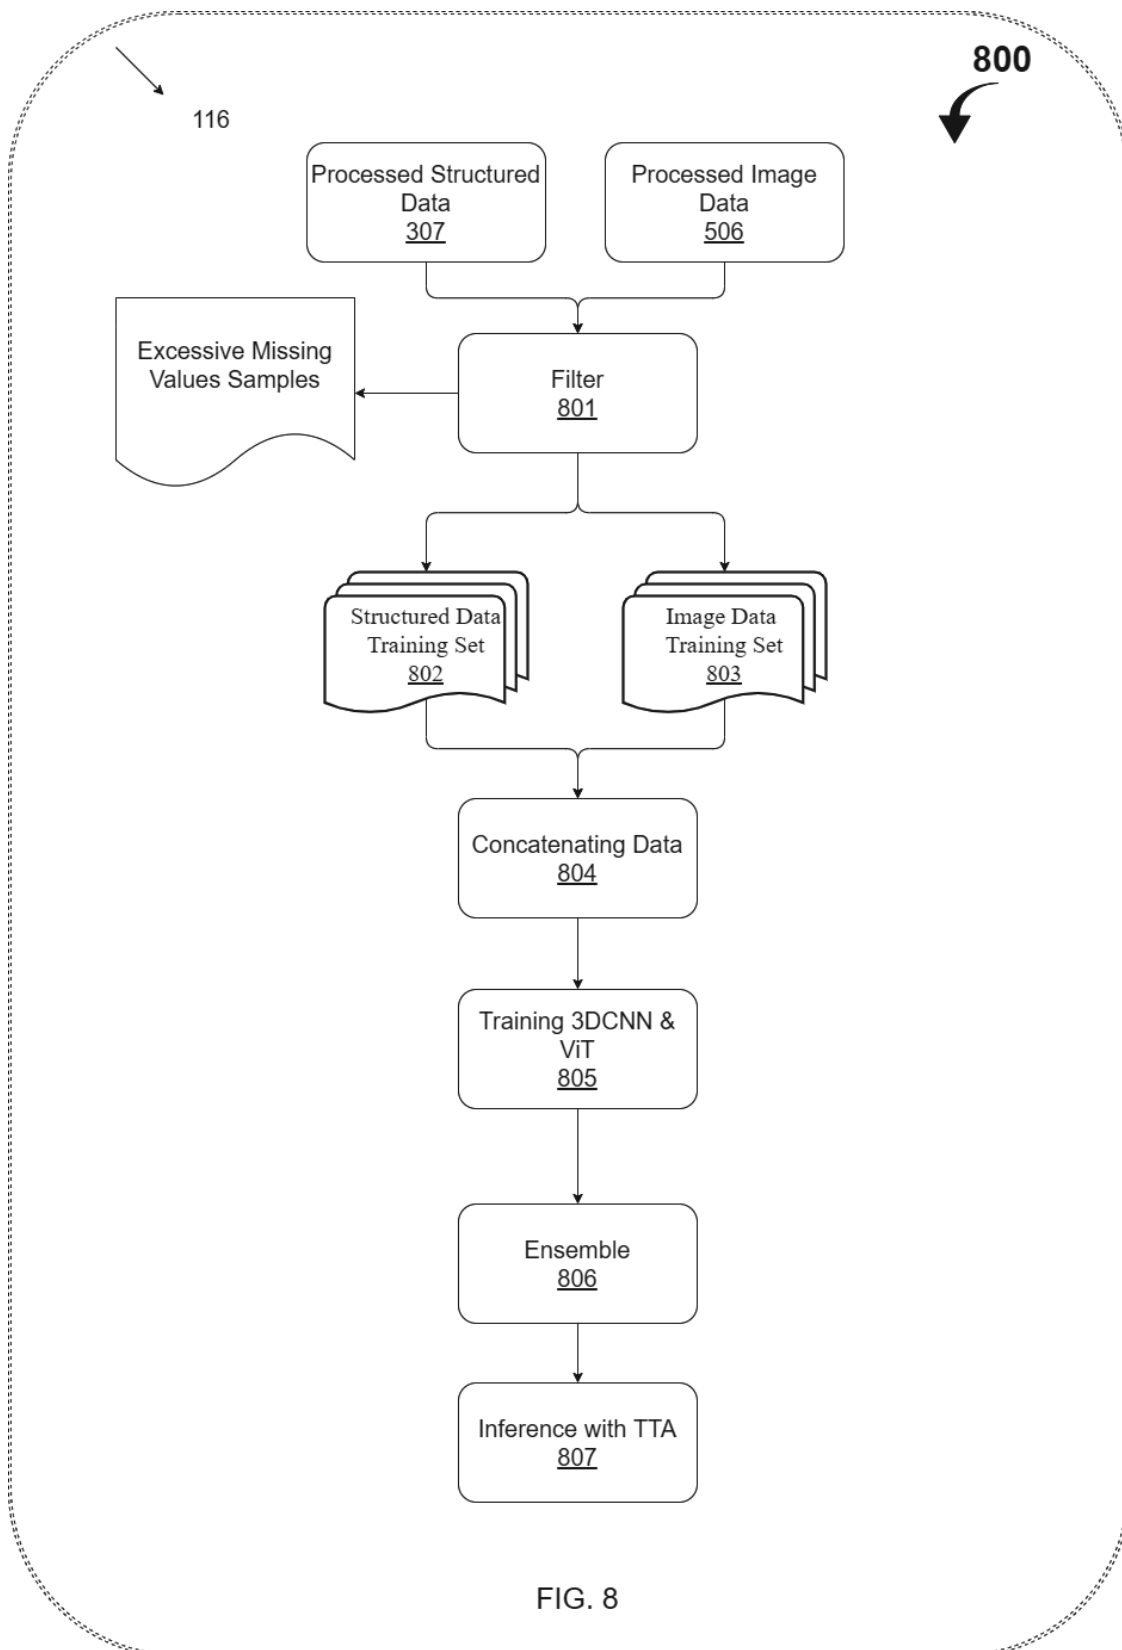 800
116
Processed Structured
Data
307
Processed Image
Data
506
Excessive Missing
Values Samples
Filter
801
Structured Data
Training Set
802
Image Data
Training Set
803
Concatenating Data
804
Training 3DCNN &
ViT
805
Ensemble
806
Inference with TTA
807
FIG. 8